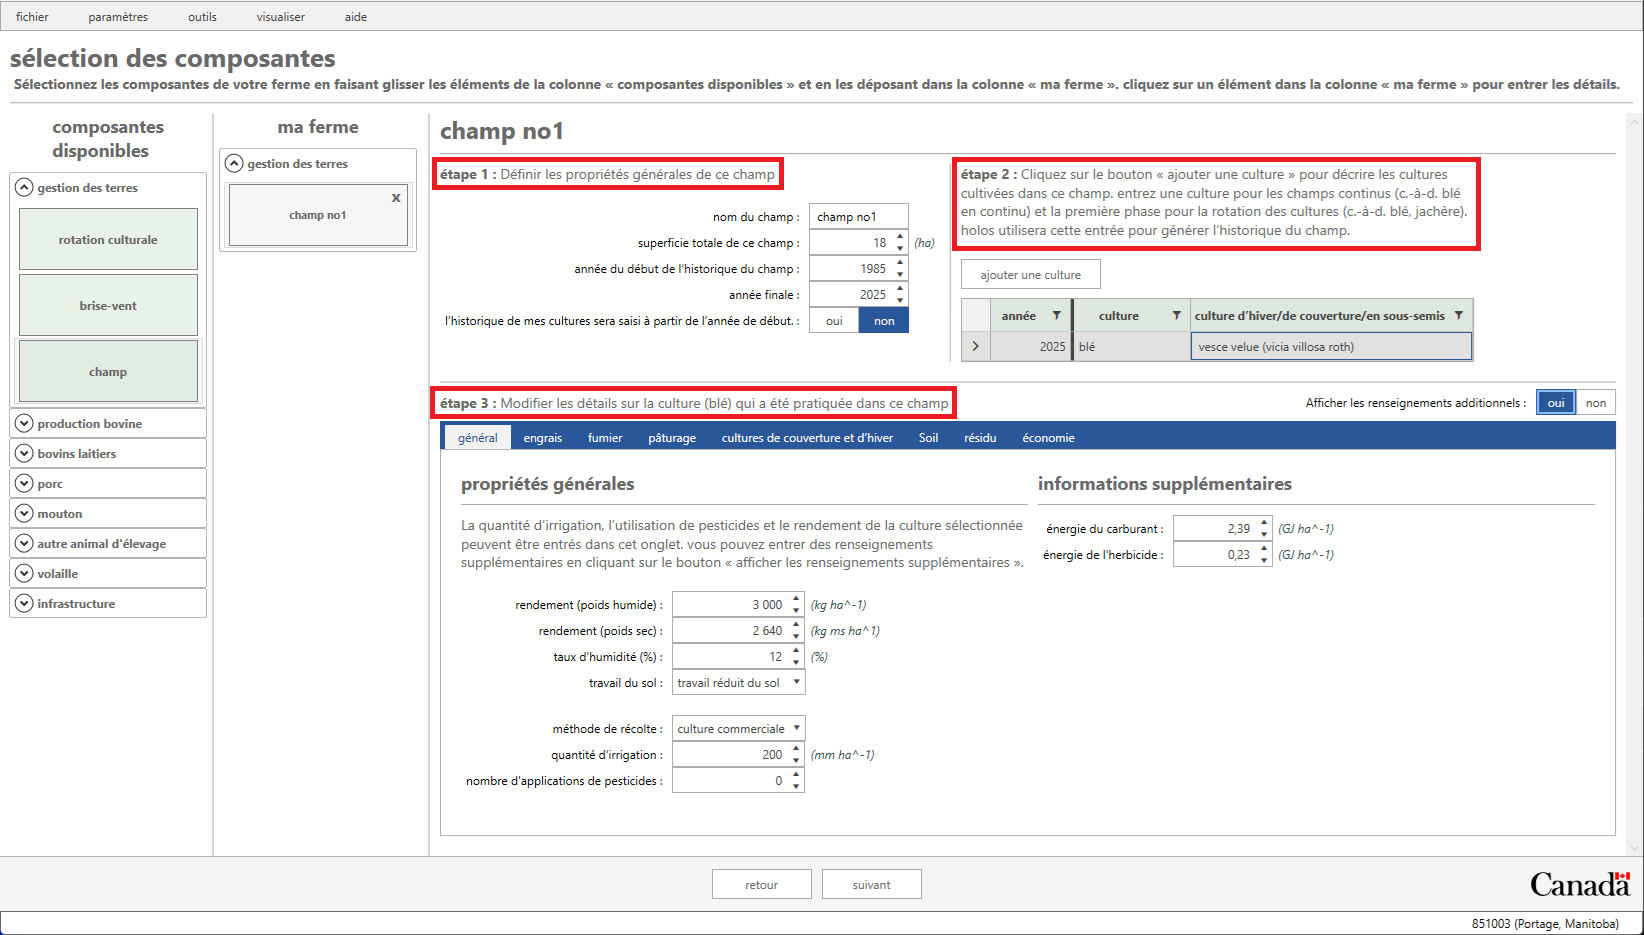 fichier paramètres outils visualiser aide
sélection des composantes
Sélectionnez les composantes de votre ferme en faisant glisser les éléments de la colonne « composantes disponibles » et en les déposant dans la colonne « ma ferme ». cliquez sur un élément dans la colonne « ma ferme » pour entrer les détails.
composantes
disponibles
gestion des terres
rotation culturale
brise-vent
champ
production bovine
bovins laitiers
porc
mouton
autre animal d'élevage
volaille
infrastructure
ma ferme
gestion des terres
x
champ no1
champ no1
étape 1 : Définir les propriétés générales de ce champ
nom du champ : champ no1
superficie totale de ce champ : 18 (ha)
année du début de l'historique du champ : 1985
année finale : 2025
l'historique de mes cultures sera saisi à partir de l'année de début. : oui non
étape 2 : Cliquez sur le bouton « ajouter une culture » pour décrire les cultures
cultivées dans ce champ. entrez une culture pour les champs continus (c.-à-d. blé
en continu) et la première phase pour la rotation des cultures (c.-à-d. blé, jachère).
holos utilisera cette entrée pour générer l'historique du champ.
ajouter une culture
année culture culture d'hiver/de couverture/en sous-semis
2025 blé vesce velue (vicia villosa roth)
étape 3 : Modifier les détails sur la culture (blé) qui a été pratiquée dans ce champ
Afficher les renseignements additionnels : oui non
général engrais fumier pâturage cultures de couverture et d'hiver Soil résidu économie
propriétés générales
La quantité d'irrigation, l'utilisation de pesticides et le rendement de la culture sélectionnée
peuvent être entrés dans cet onglet. vous pouvez entrer des renseignements
supplémentaires en cliquant sur le bouton « afficher les renseignements supplémentaires ».
rendement (poids humide) : 3 000 (kg ha^-1)
rendement (poids sec) : 2 640 (kg ms ha^1)
taux d'humidité (%) : 12 (%)
travail du sol : travail réduit du sol
méthode de récolte : culture commerciale
quantité d'irrigation : 200 (mm ha^-1)
nombre d'applications de pesticides : 0
informations supplémentaires
énergie du carburant : 2,39 (GJ ha^-1)
énergie de l'herbicide : 0,23 (GJ ha^-1)
retour suivant
Canada
851003 (Portage, Manitoba)